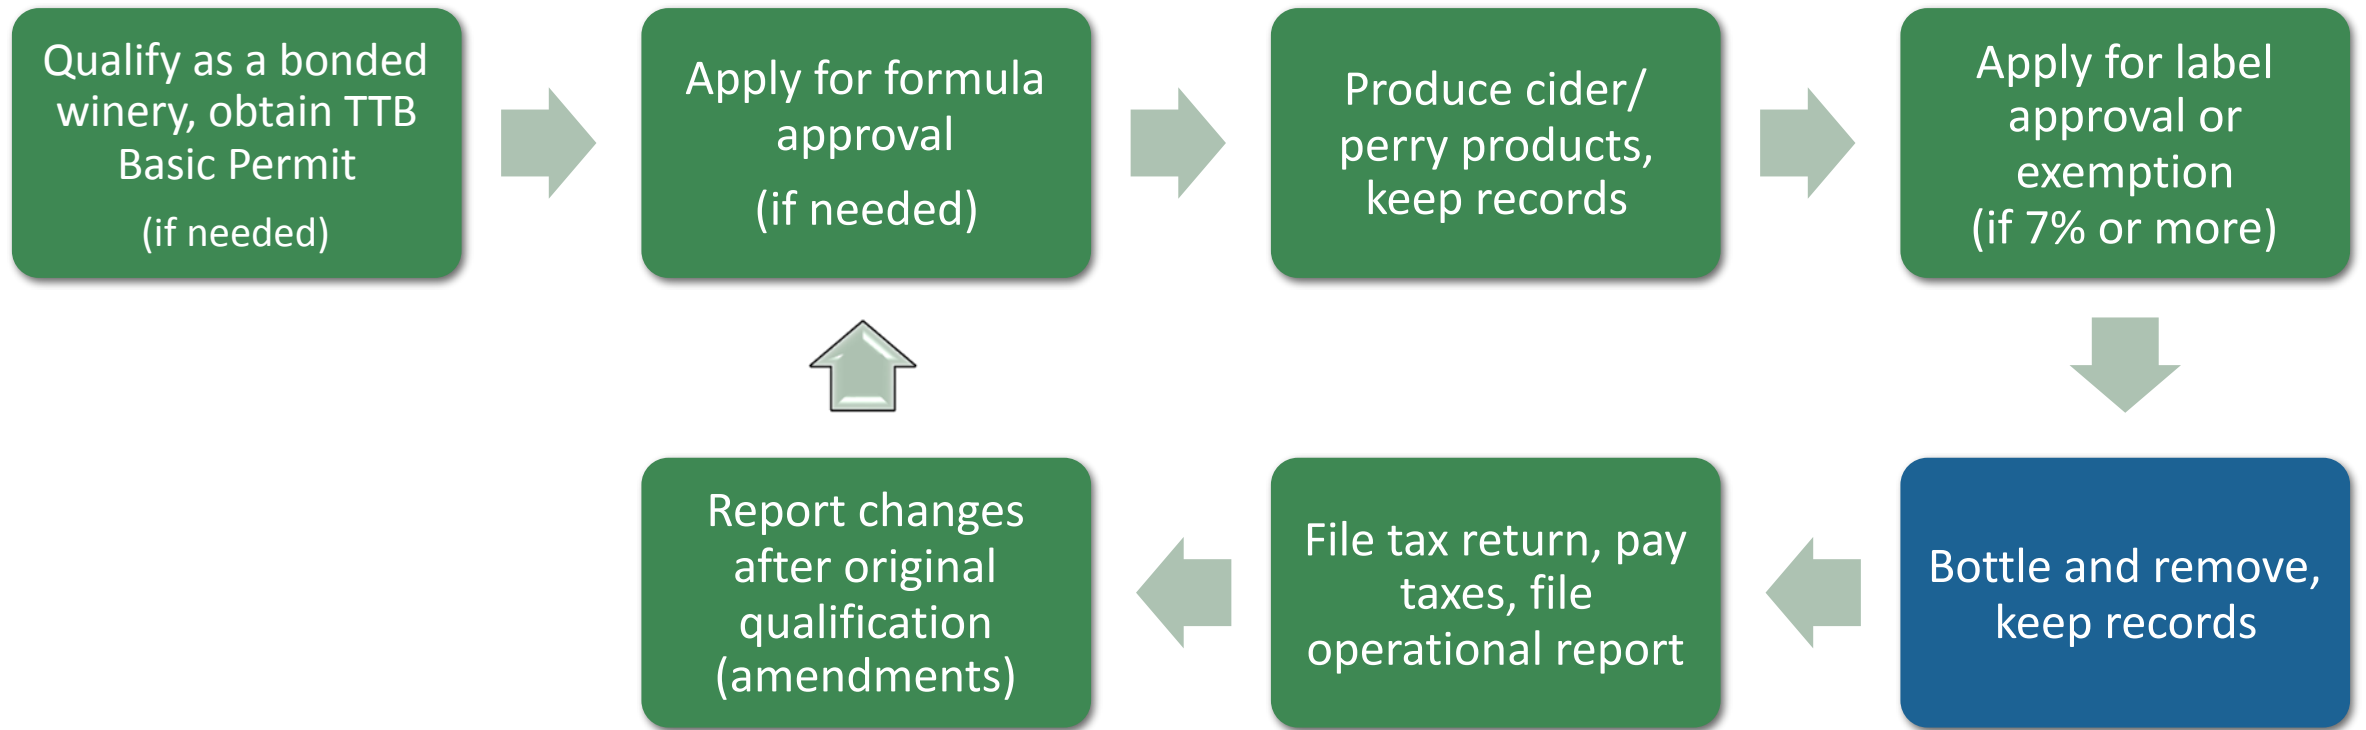 Qualify as a bonded
winery, obtain TTB
Basic Permit
(if needed)
Apply for formula
approval
(if needed)
Produce cider/
perry products,
keep records
Apply for label
approval or
exemption
(if 7% or more)
Bottle and remove,
keep records
File tax return, pay
taxes, file
operational report
Report changes
after original
qualification
(amendments)